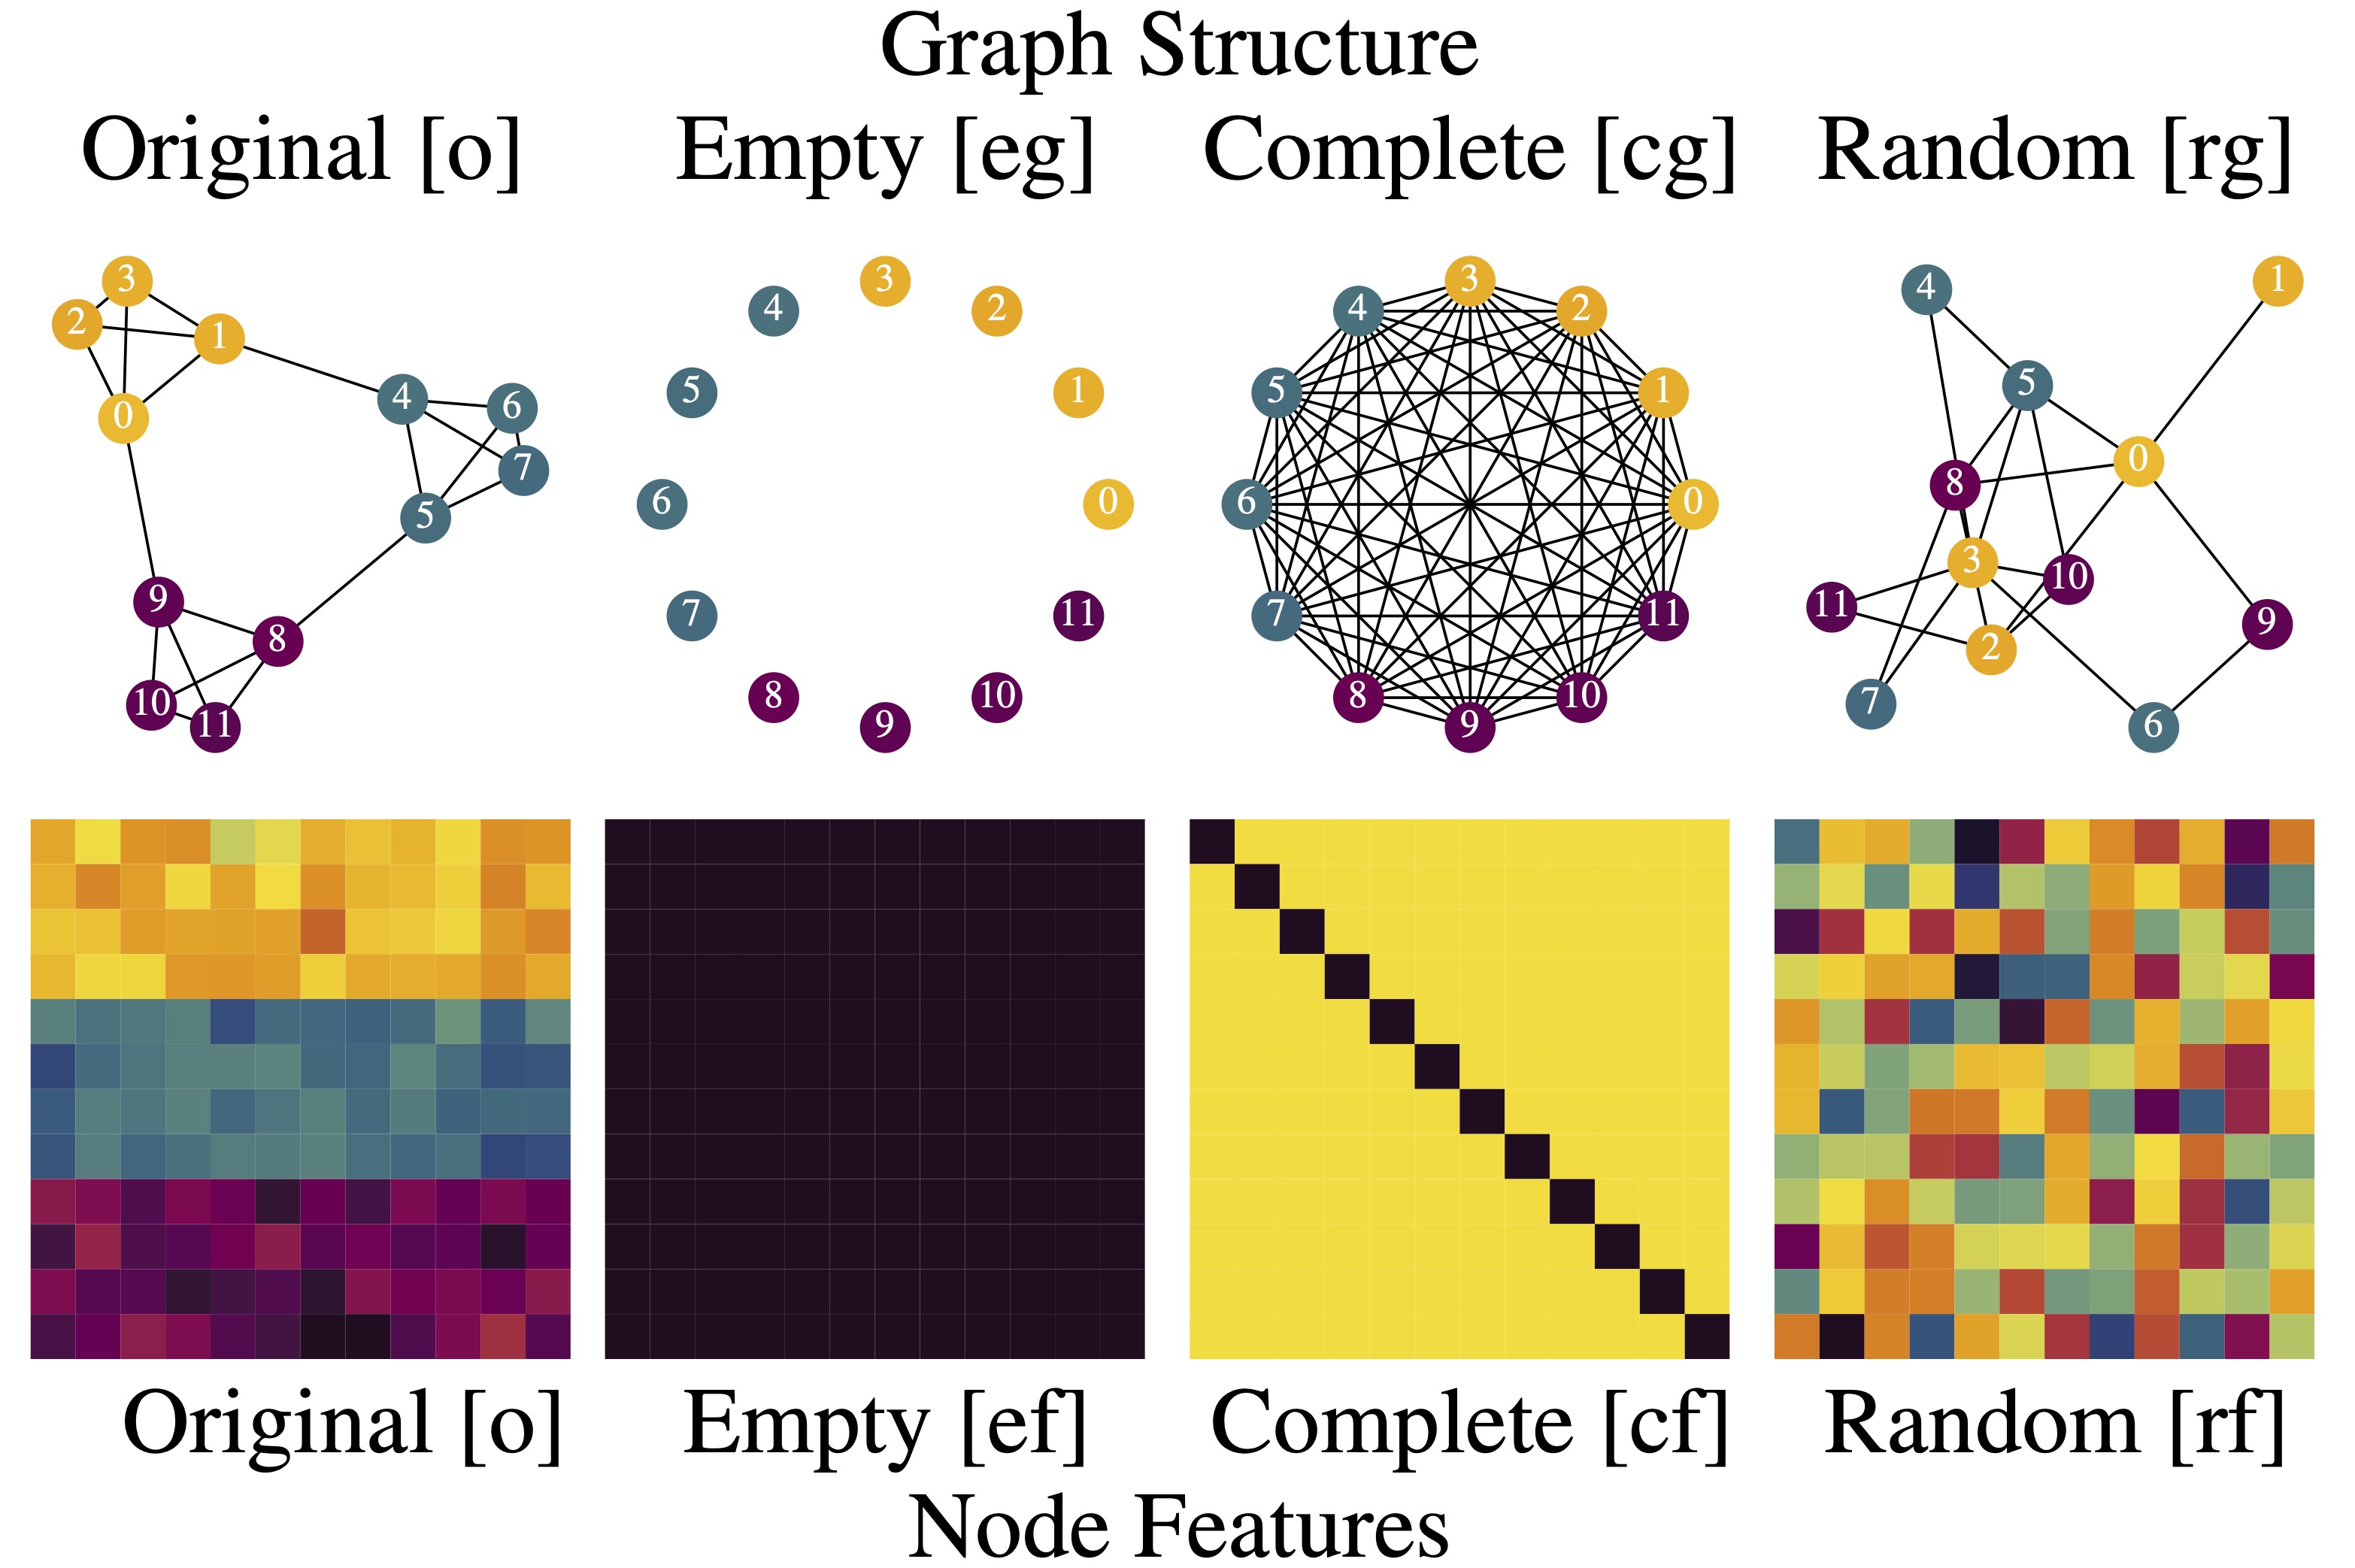 Graph Structure
Original [o] Empty [eg] Complete [cg] Random [rg]
3 2 1 0 4 6 7 5 9 8 10 11
3 4 2 5 1 6 0 7 11 8 10 9
3 4 2 5 1 6 0 7 11 8 10 9
4 1 5 0 8 3 10 11 9 2 7 6
Original [o] Empty [ef] Complete [cf] Random [rf]
Node Features